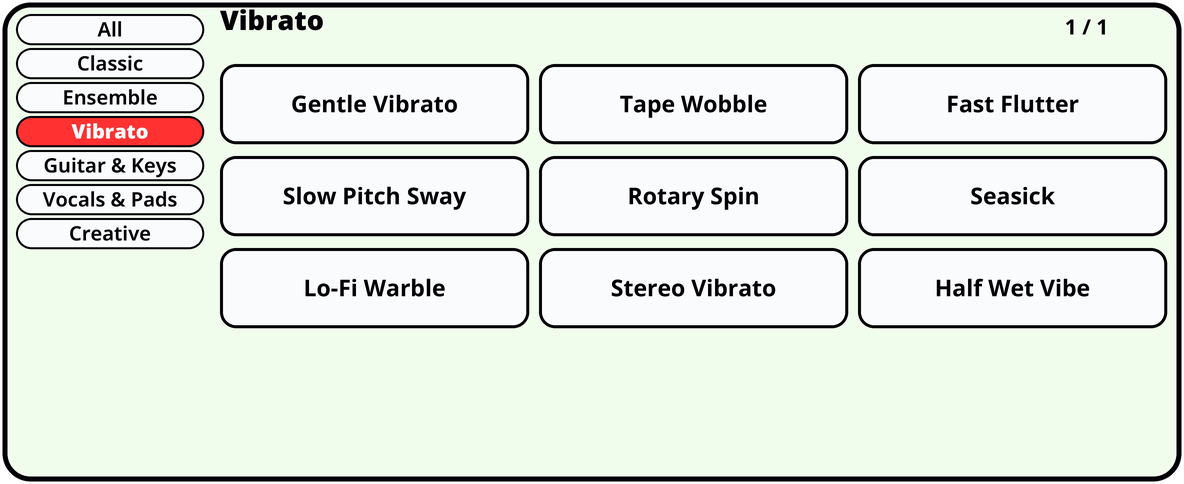 All
Classic
Ensemble
Vibrato
Guitar & Keys
Vocals & Pads
Creative
Vibrato
1 / 1
Gentle Vibrato
Tape Wobble
Fast Flutter
Slow Pitch Sway
Rotary Spin
Seasick
Lo-Fi Warble
Stereo Vibrato
Half Wet Vibe